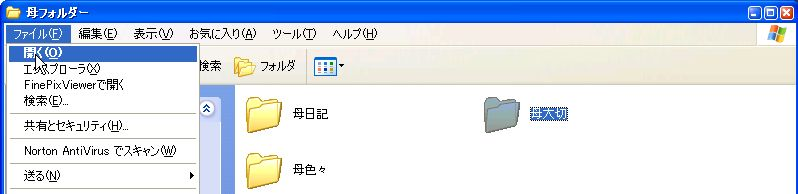 母フォルダー
ファイル(F) 編集(E) 表示(V) お気に入り(A) ツール(T) ヘルプ(H)
開く(O)
エクスプローラ(X)
FinePixViewerで開く
検索(E)...
共有とセキュリティ(H)...
Norton AntiVirus でスキャン(W)
送る(N)
検索 フォルダ
母日記
母大切
母色々